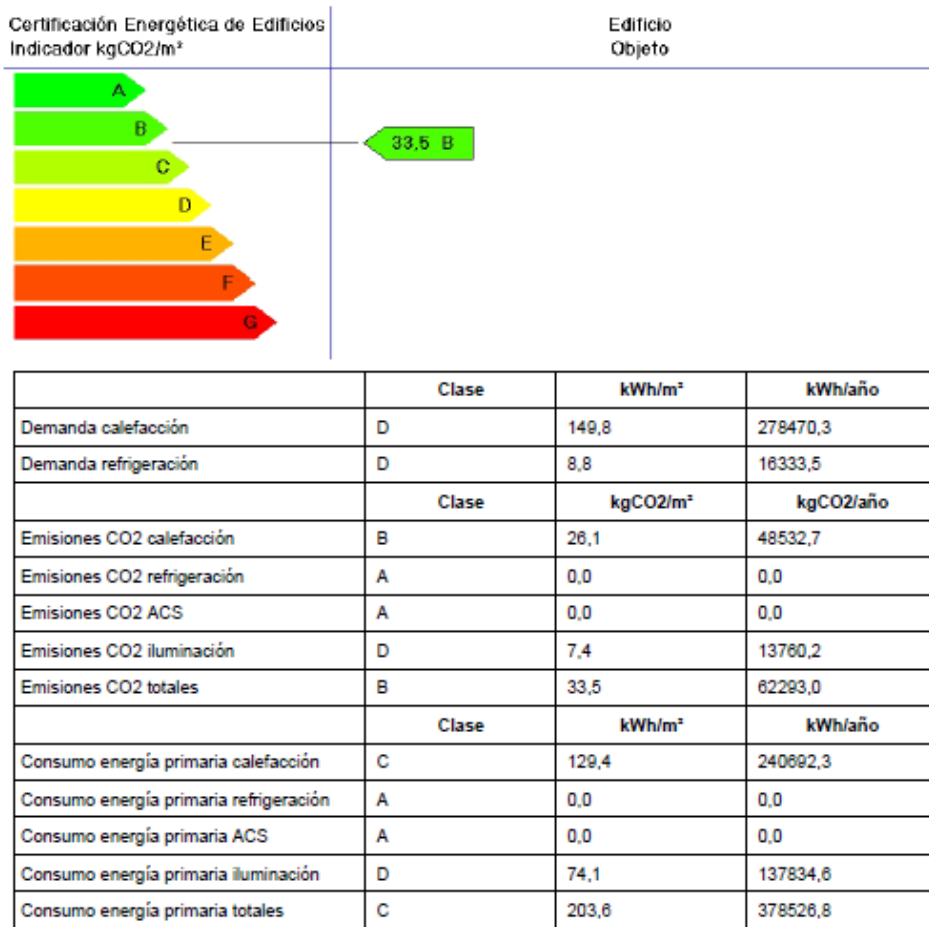 Certificación Energética de Edificios
Indicador kgCO2/m²
Edificio
Objeto
A
B
33,5 B
C
D
E
F
G
Clase kWh/m² kWh/año
Demanda calefacción D 149,8 278470,3
Demanda refrigeración D 8,8 16333,5
Clase kgCO2/m² kgCO2/año
Emisiones CO2 calefacción B 26,1 48532,7
Emisiones CO2 refrigeración A 0,0 0,0
Emisiones CO2 ACS A 0,0 0,0
Emisiones CO2 iluminación D 7,4 13760,2
Emisiones CO2 totales B 33,5 62293,0
Clase kWh/m² kWh/año
Consumo energía primaria calefacción C 129,4 240692,3
Consumo energía primaria refrigeración A 0,0 0,0
Consumo energía primaria ACS A 0,0 0,0
Consumo energía primaria iluminación D 74,1 137834,6
Consumo energía primaria totales C 203,6 378526,8